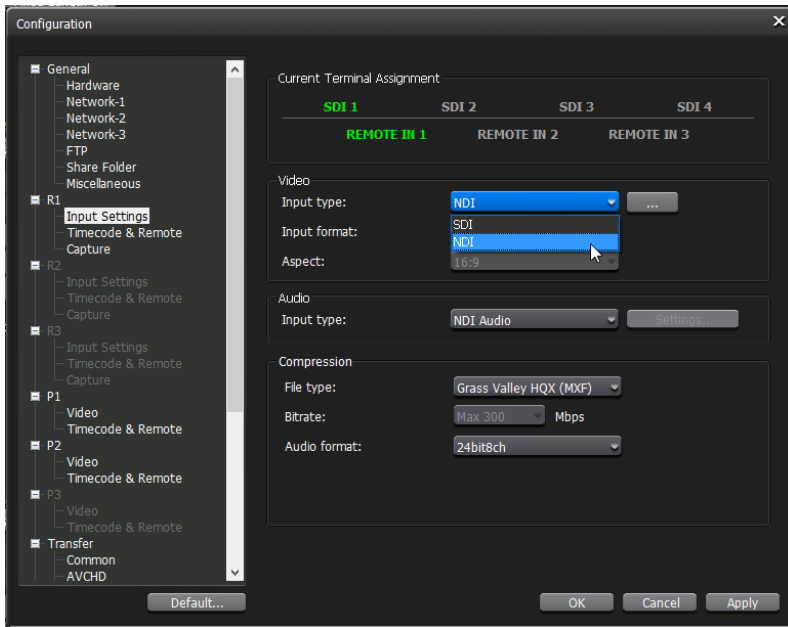 Configuration
General
Hardware
Network-1
Network-2
Network-3
FTP
Share Folder
Miscellaneous
R1
Input Settings
Timecode & Remote
Capture
R2
Input Settings
Timecode & Remote
Capture
R3
Input Settings
Timecode & Remote
Capture
P1
Video
Timecode & Remote
P2
Video
Timecode & Remote
P3
Video
Timecode & Remote
Transfer
Common
AVCHD
Default...
Current Terminal Assignment
SDI 1 SDI 2 SDI 3 SDI 4
REMOTE IN 1 REMOTE IN 2 REMOTE IN 3
Video
Input type: NDI ...
SDI
Input format:
NDI
Aspect: 16:9
Audio
Input type: NDI Audio Settings...
Compression
File type: Grass Valley HQX (MXF)
Bitrate: Max 300 Mbps
Audio format: 24bit8ch
OK Cancel Apply